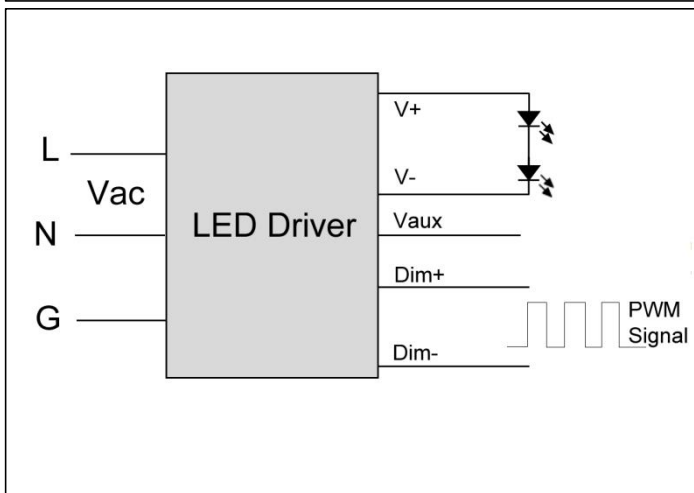 L
Vac
N
G
LED Driver
V+
V-
Vaux
Dim+
Dim-
PWM
Signal